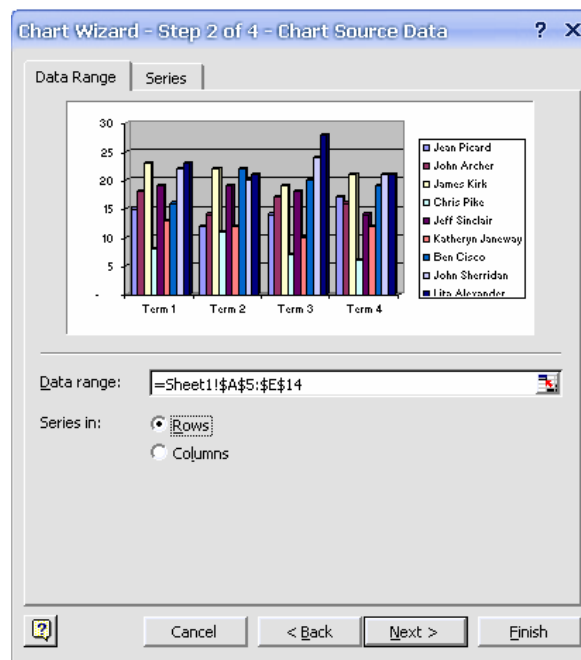 Chart Wizard - Step 2 of 4 - Chart Source Data ? X
Data Range Series
30
25
20
15
10
5
-
Term 1 Term 2 Term 3 Term 4
Jean Picard
John Archer
James Kirk
Chris Pike
Jeff Sinclair
Katheryn Janeway
Ben Cisco
John Sherridan
Lita Alexander
Data range: =Sheet1!$A$5:$E$14
Series in: Rows
Columns
? Cancel < Back Next > Finish